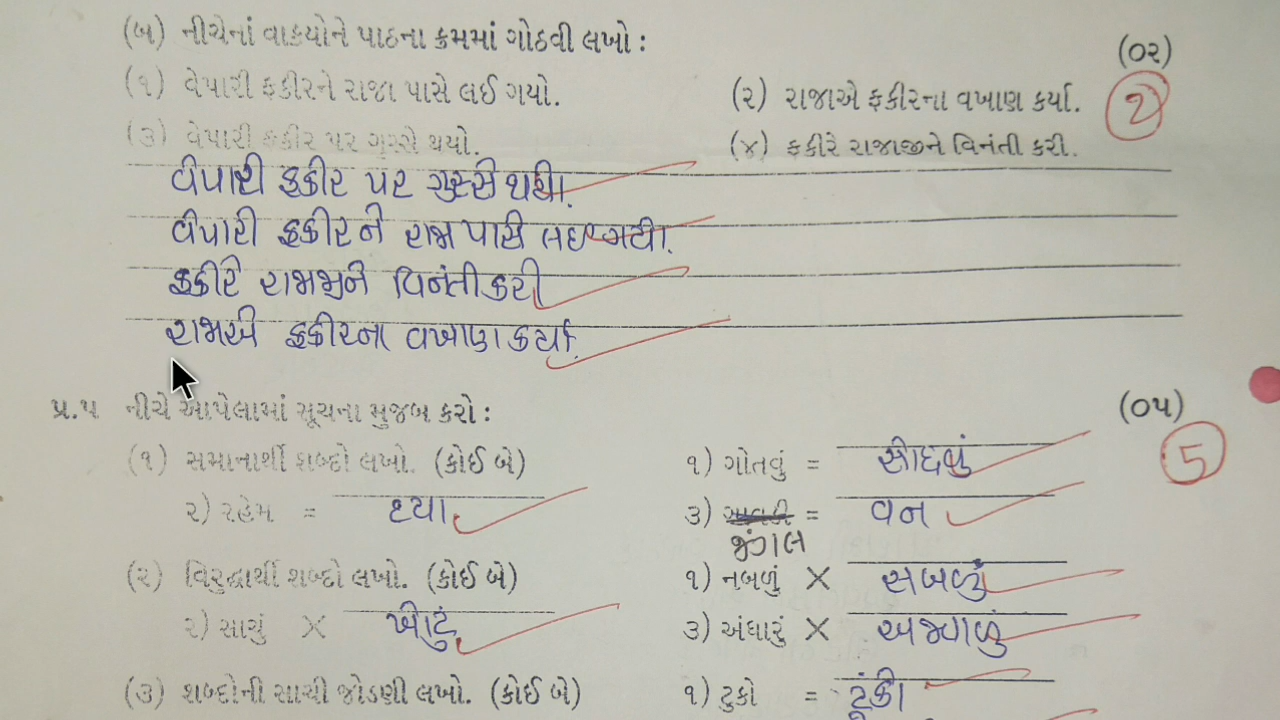 (બ) નીચેનાં વાક્યોને પાઠના ક્રમમાં ગોઠવી લખો : (૦૨)
(૧) વેપારી ફકીરને રાજા પાસે લઈ ગયો. (૨) રાજાએ ફકીરના વખાણ કર્યા. 2
(૩) વેપારી ફકીર પર ગુસ્સે થયો. (૪) ફકીરે રાજાજીને વિનંતી કરી.
વેપારી ફકીર પર ગુસ્સે થયો.
વેપારી ફકીર ને રાજા પાસે લઇ ગયો.
ફકીરે રાજાજીને વિનંતી કરી
રાજાએ ફકીરના વખાણ કર્યા.
પ્ર.૫ નીચે આપેલામાં સૂચના મુજબ કરો : (૦૫)
(૧) સમાનાર્થી શબ્દો લખો. (કોઈ બે) ૧) ગોતવું = સોધવું 5
૨) રહેમ = દયા ૩) = વન
જંગલ
(૨) વિરુદ્ધાર્થી શબ્દો લખો. (કોઈ બે) ૧) નબળું X સબળું
૨) સાચું X ખોટું ૩) અંધારું X અજવાળું
(૩) શબ્દોની સાચી જોડણી લખો. (કોઈ બે) ૧) ટુકો = ટૂંકો